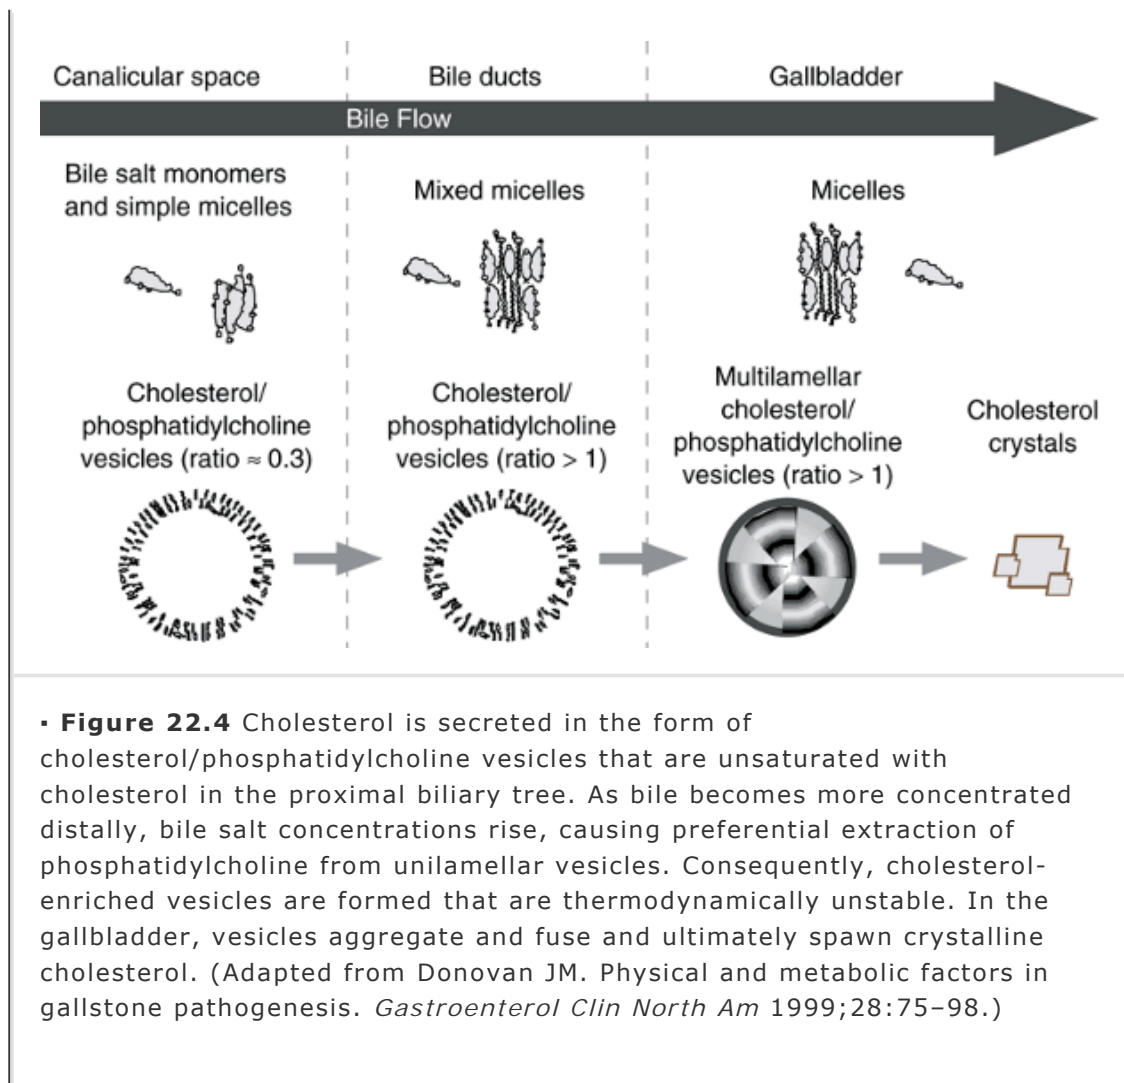 Canalicular space
Bile ducts
Gallbladder
Bile Flow
Bile salt monomers
and simple micelles
Mixed micelles
Micelles
Cholesterol/
phosphatidylcholine
vesicles (ratio ≈ 0.3)
Cholesterol/
phosphatidylcholine
vesicles (ratio > 1)
Multilamellar
cholesterol/
phosphatidylcholine
vesicles (ratio > 1)
Cholesterol
crystals
▪ Figure 22.4 Cholesterol is secreted in the form of
cholesterol/phosphatidylcholine vesicles that are unsaturated with
cholesterol in the proximal biliary tree. As bile becomes more concentrated
distally, bile salt concentrations rise, causing preferential extraction of
phosphatidylcholine from unilamellar vesicles. Consequently, cholesterol-
enriched vesicles are formed that are thermodynamically unstable. In the
gallbladder, vesicles aggregate and fuse and ultimately spawn crystalline
cholesterol. (Adapted from Donovan JM. Physical and metabolic factors in
gallstone pathogenesis. Gastroenterol Clin North Am 1999;28:75–98.)